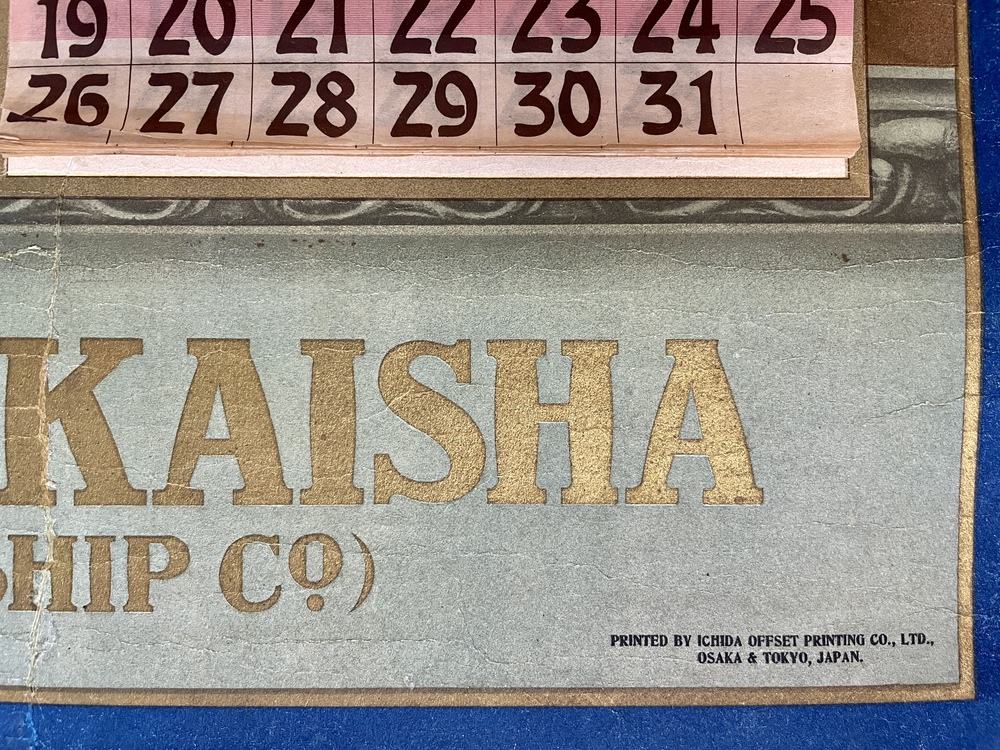 19 20 21 22 23 24 25
26 27 28 29 30 31
KAISHA
SHIP Co)
PRINTED BY ICHIDA OFFSET PRINTING CO., LTD.,
OSAKA & TOKYO, JAPAN.